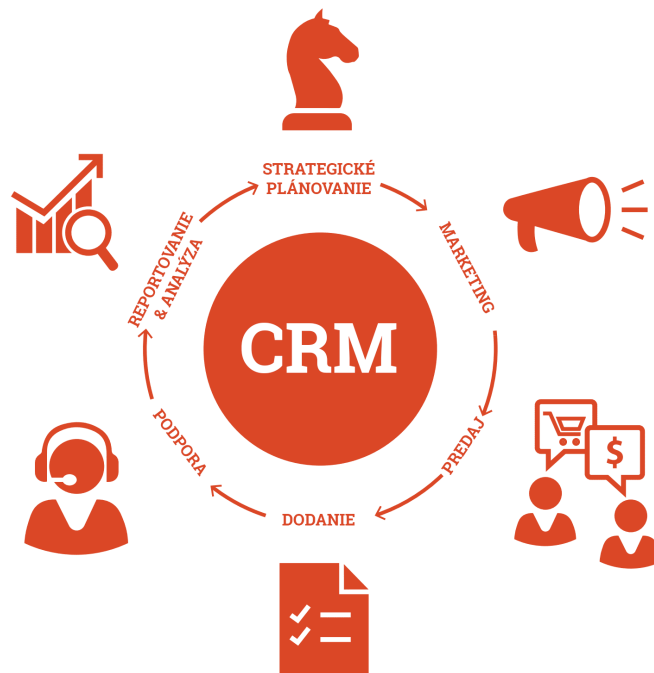 STRATEGICKÉ
PLÁNOVANIE
MARKETING
PREDAJ
DODANIE
PODPORA
REPORTOVANIE
& ANALÝZA
CRM
$